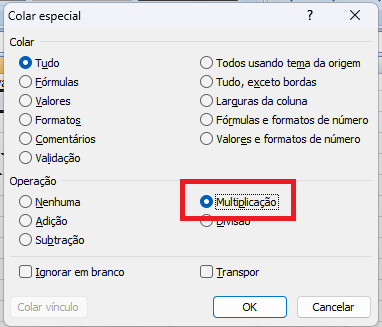 Colar especial
Colar
Tudo
Todos usando tema da origem
Fórmulas
Tudo, exceto bordas
Valores
Larguras da coluna
Formatos
Fórmulas e formatos de número
Comentários
Valores e formatos de número
Validação
Operação
Nenhuma
Multiplicação
Adição
Divisão
Subtração
Ignorar em branco
Transpor
Colar vínculo
OK
Cancelar